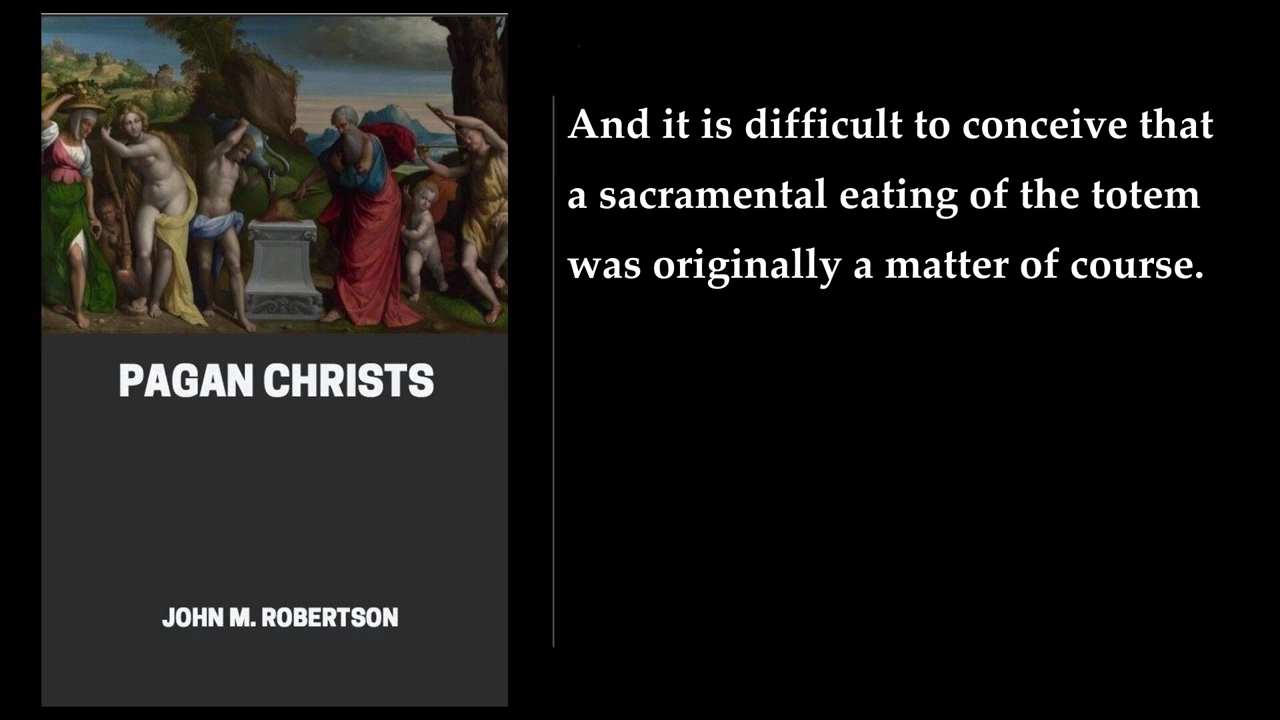 PAGAN CHRISTS
JOHN M. ROBERTSON
And it is difficult to conceive that
a sacramental eating of the totem
was originally a matter of course.